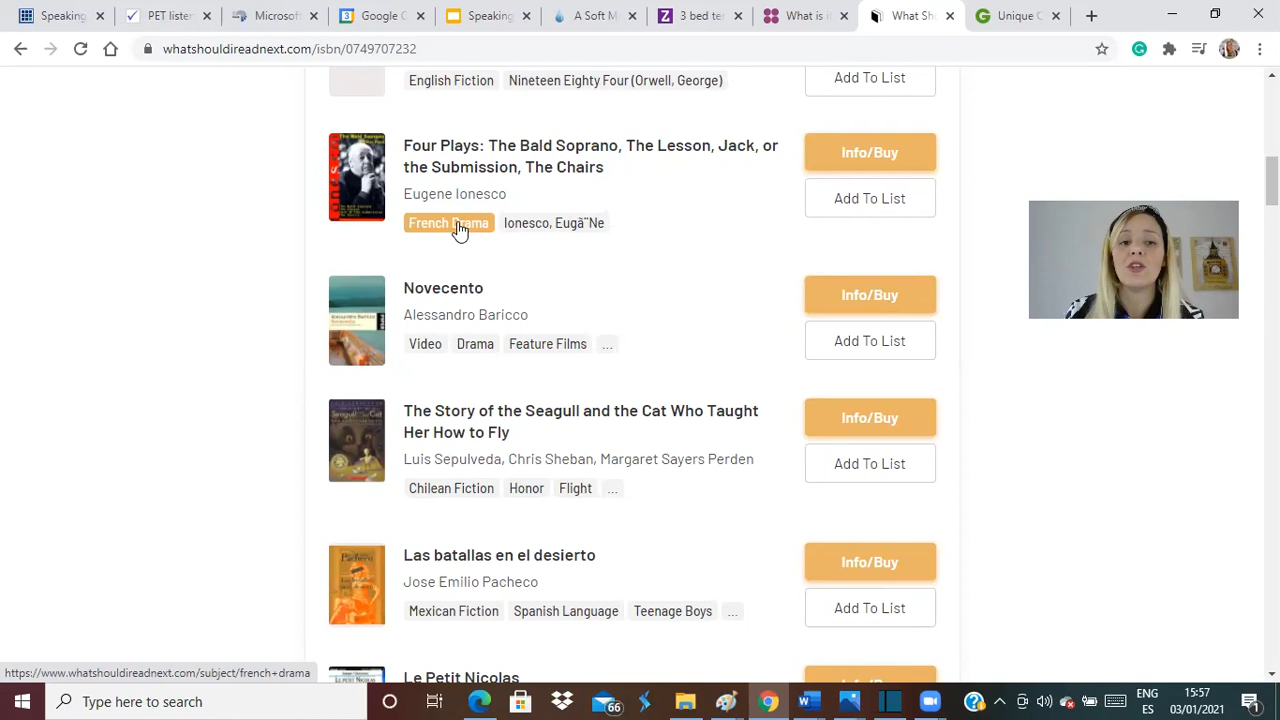 Speaking
PET listen
Microsoft
Google C
Speaking
A Soft M
3 bed te
What is i
What Sho
Unique G
whatshouldireadnext.com/isbn/0749707232
English Fiction
Nineteen Eighty Four (Orwell, George)
Add To List
Four Plays: The Bald Soprano, The Lesson, Jack, or
the Submission, The Chairs
Eugene Ionesco
French Drama
Ionesco, Eugã¨Ne
Info/Buy
Add To List
Novecento
Alessandro Baricco
Video
Drama
Feature Films
...
Info/Buy
Add To List
The Story of the Seagull and the Cat Who Taught
Her How to Fly
Luis Sepulveda, Chris Sheban, Margaret Sayers Perden
Chilean Fiction
Honor
Flight
...
Info/Buy
Add To List
Las batallas en el desierto
Jose Emilio Pacheco
Mexican Fiction
Spanish Language
Teenage Boys
...
Info/Buy
Add To List
Le Petit Nicolas
https://www.whatshouldireadnext.com/subject/french+drama
Type here to search
66
ENG
ES
15:57
03/01/2021
1